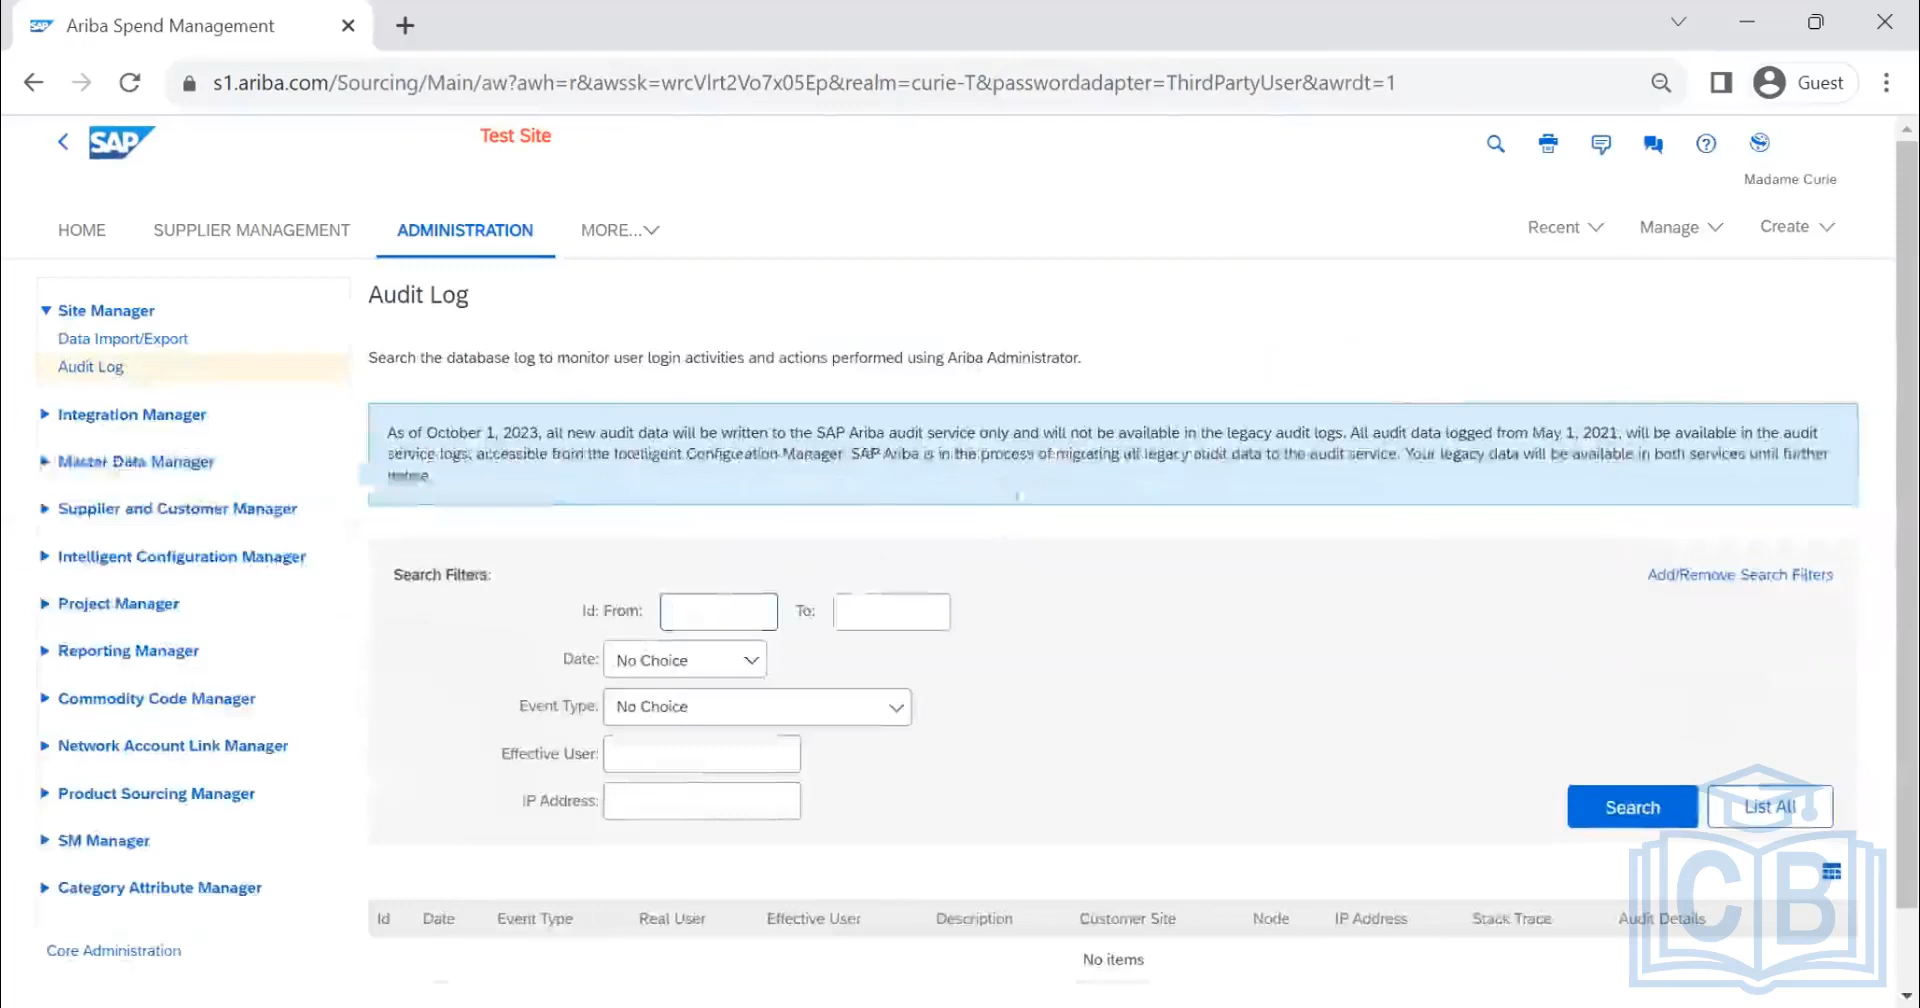 Ariba Spend Management
s1.ariba.com/Sourcing/Main/aw?awh=r&awssk=wrcVlrt2Vo7x05Ep&realm=curie-T&passwordadapter=ThirdPartyUser&awrdt=1
Guest
SAP
Test Site
Madame Curie
HOME
SUPPLIER MANAGEMENT
ADMINISTRATION
MORE...
Recent
Manage
Create
Site Manager
Data Import/Export
Audit Log
Integration Manager
Master Data Manager
Supplier and Customer Manager
Intelligent Configuration Manager
Project Manager
Reporting Manager
Commodity Code Manager
Network Account Link Manager
Product Sourcing Manager
SM Manager
Category Attribute Manager
Core Administration
Audit Log
Search the database log to monitor user login activities and actions performed using Ariba Administrator.
As of October 1, 2023, all new audit data will be written to the SAP Ariba audit service only and will not be available in the legacy audit logs. All audit data logged from May 1, 2021, will be available in the audit
service logs, accessible from the Intelligent Configuration Manager. SAP Ariba is in the process of migrating all legacy audit data to the audit service. Your legacy data will be available in both services until further
notice.
Search Filters:
Add/Remove Search Filters
Id: From:
To:
Date: No Choice
Event Type: No Choice
Effective User:
IP Address:
Search
List All
Id Date Event Type Real User Effective User Description Customer Site Node IP Address Stack Trace Audit Details
No items
CB